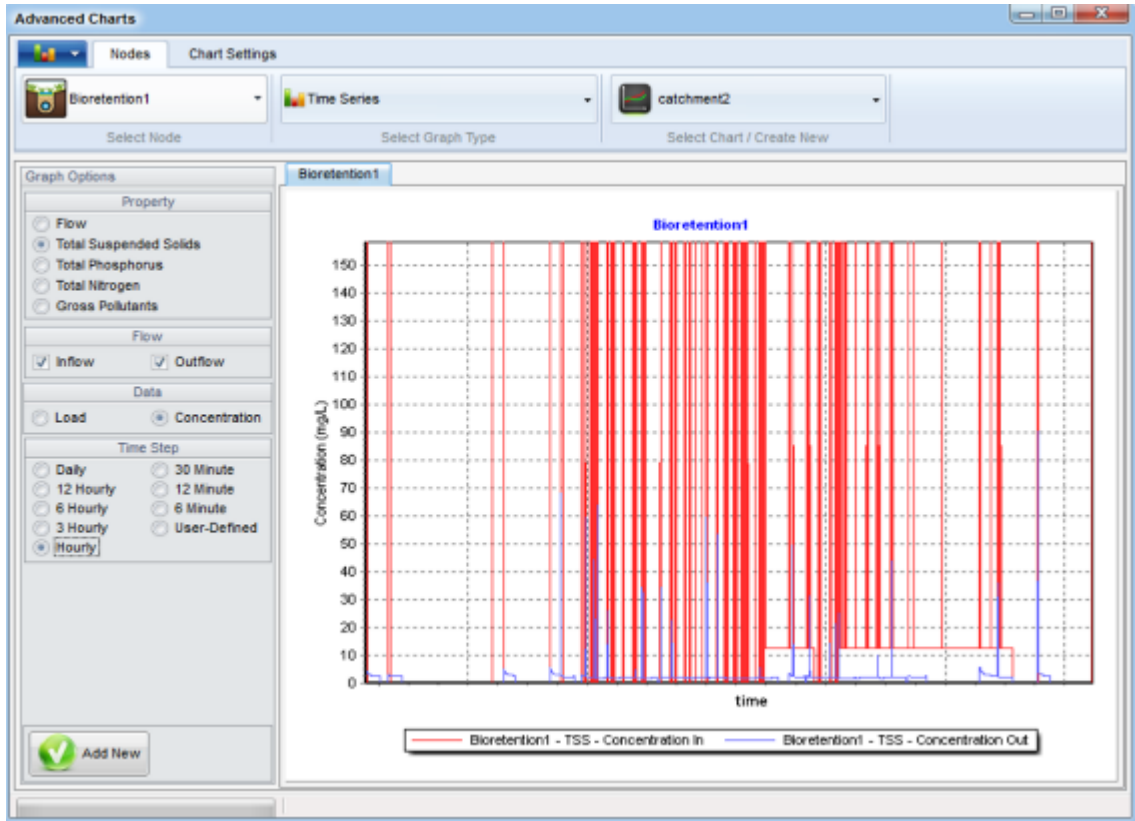 Advanced Charts
Nodes Chart Settings
Bioretention1 Time Series catchment2
Select Node Select Graph Type Select Chart / Create New
Graph Options
Property
Flow
Total Suspended Solids
Total Phosphorus
Total Nitrogen
Gross Pollutants
Flow
Inflow Outflow
Data
Load Concentration
Time Step
Daily 30 Minute
12 Hourly 12 Minute
6 Hourly 6 Minute
3 Hourly User-Defined
Hourly
Add New
Bioretention1
Bioretention1
Concentration (mg/L)
150
140
130
120
110
100
90
80
70
60
50
40
30
20
10
0
time
Bioretention1 - TSS - Concentration In Bioretention1 - TSS - Concentration Out